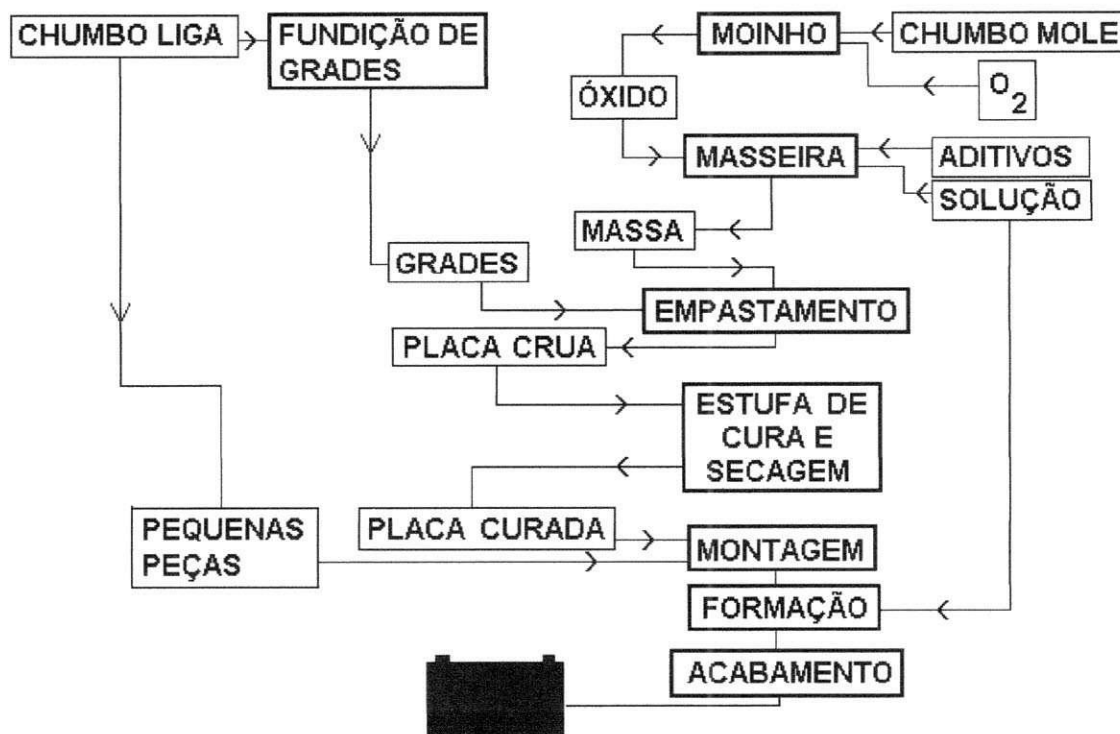 CHUMBO LIGA
FUNDIÇÃO DE
GRADES
MOINHO
CHUMBO MOLE
O2
ÓXIDO
MASSEIRA
ADITIVOS
SOLUÇÃO
MASSA
GRADES
EMPASTAMENTO
PLACA CRUA
ESTUFA DE
CURA E
SECAGEM
PLACA CURADA
PEQUENAS
PEÇAS
MONTAGEM
FORMAÇÃO
ACABAMENTO